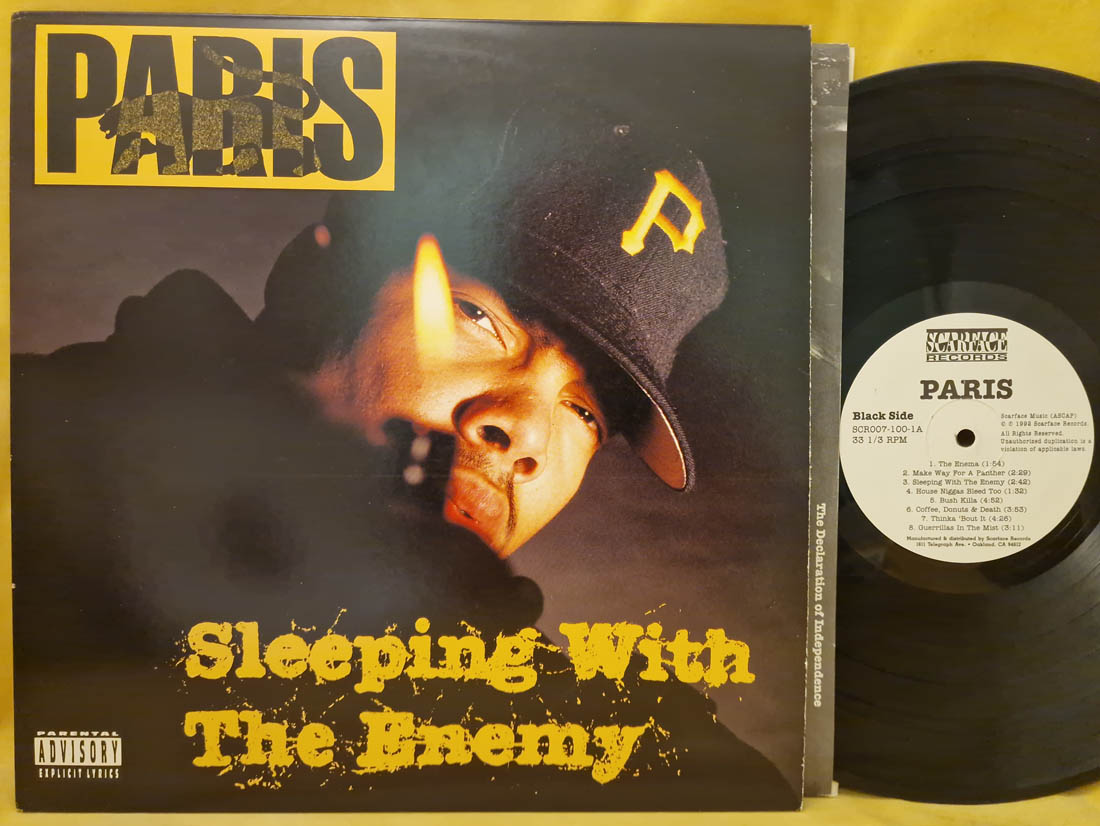 PARIS
P
Sleeping With
The Enemy
PARENTAL
ADVISORY
EXPLICIT LYRICS
The Declaration of Independence
SCARFACE
RECORDS
PARIS
Black Side
SCR007-100-1A
33 1/3 RPM
Scarface Music (ASCAP)
© ℗ 1992 Scarface Records.
All Rights Reserved.
Unauthorized duplication is a
violation of applicable laws.
1. The Enema (1:54)
2. Make Way For A Panther (2:29)
3. Sleeping With The Enemy (2:42)
4. House Niggas Bleed Too (1:32)
5. Bush Killa (4:52)
6. Coffee, Donuts & Death (3:53)
7. Thinka 'Bout It (4:26)
8. Guerrillas In The Mist (3:11)
Manufactured & distributed by Scarface Records
1811 Telegraph Ave. • Oakland, CA 94612